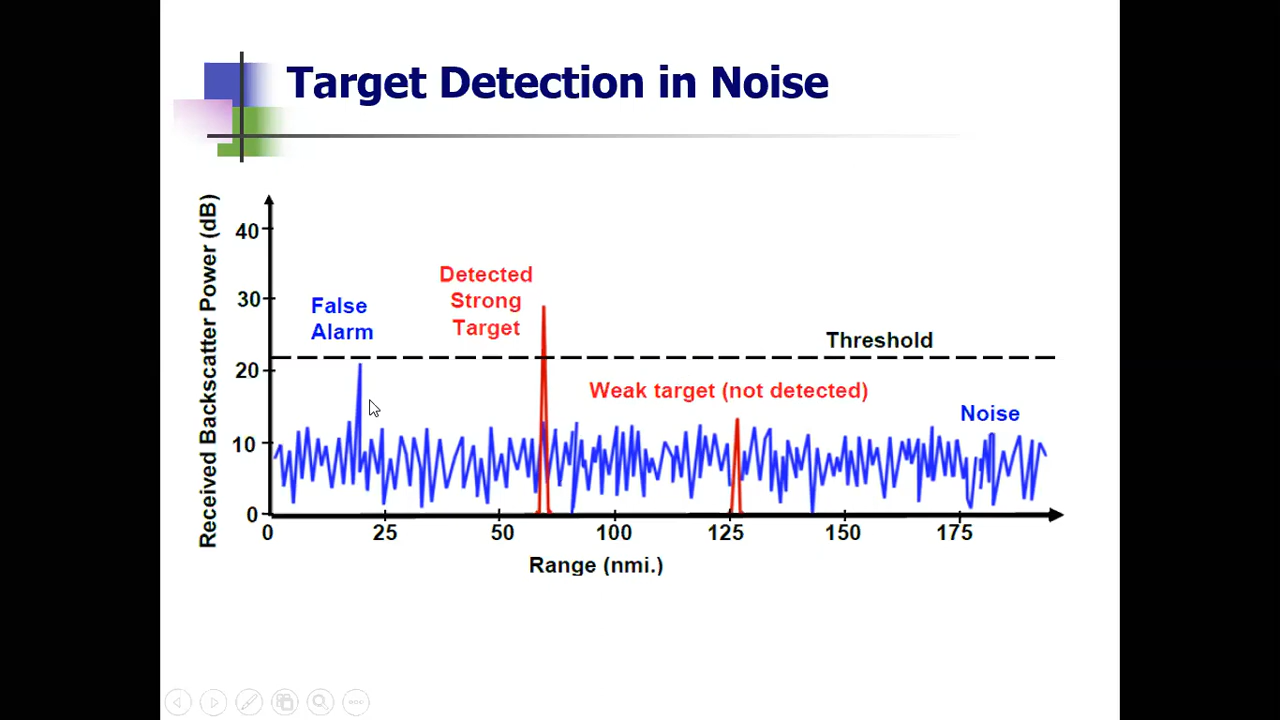 Target Detection in Noise
Received Backscatter Power (dB)
40
30
20
10
0
False
Alarm
Detected
Strong
Target
Threshold
Weak target (not detected)
Noise
0 25 50 100 125 150 175
Range (nmi.)